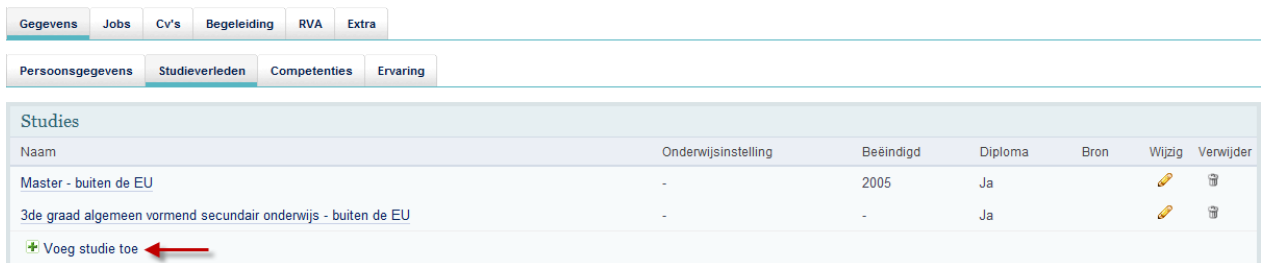 Gegevens Jobs Cv's Begeleiding RVA Extra
Persoonsgegevens Studieverleden Competenties Ervaring
Studies
Naam Onderwijsinstelling Beëindigd Diploma Bron Wijzig Verwijder
Master - buiten de EU - 2005 Ja
3de graad algemeen vormend secundair onderwijs - buiten de EU - - Ja
Voeg studie toe